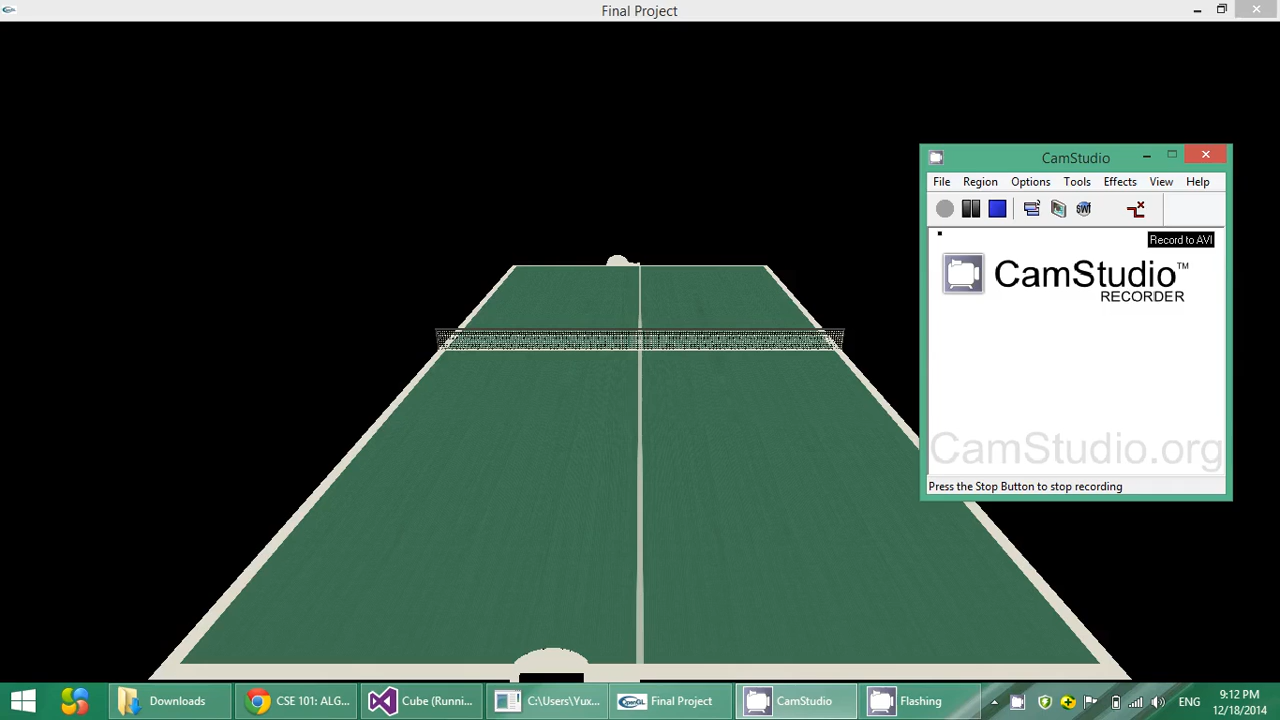 Final Project
CamStudio
File Region Options Tools Effects View Help
SWF
Record to AVI
CamStudio™
RECORDER
CamStudio.org
Press the Stop Button to stop recording
Downloads
CSE 101: ALG...
Cube (Runni...
C:\Users\Yux...
OpenGL
Final Project
CamStudio
Flashing
ENG
9:12 PM
12/18/2014